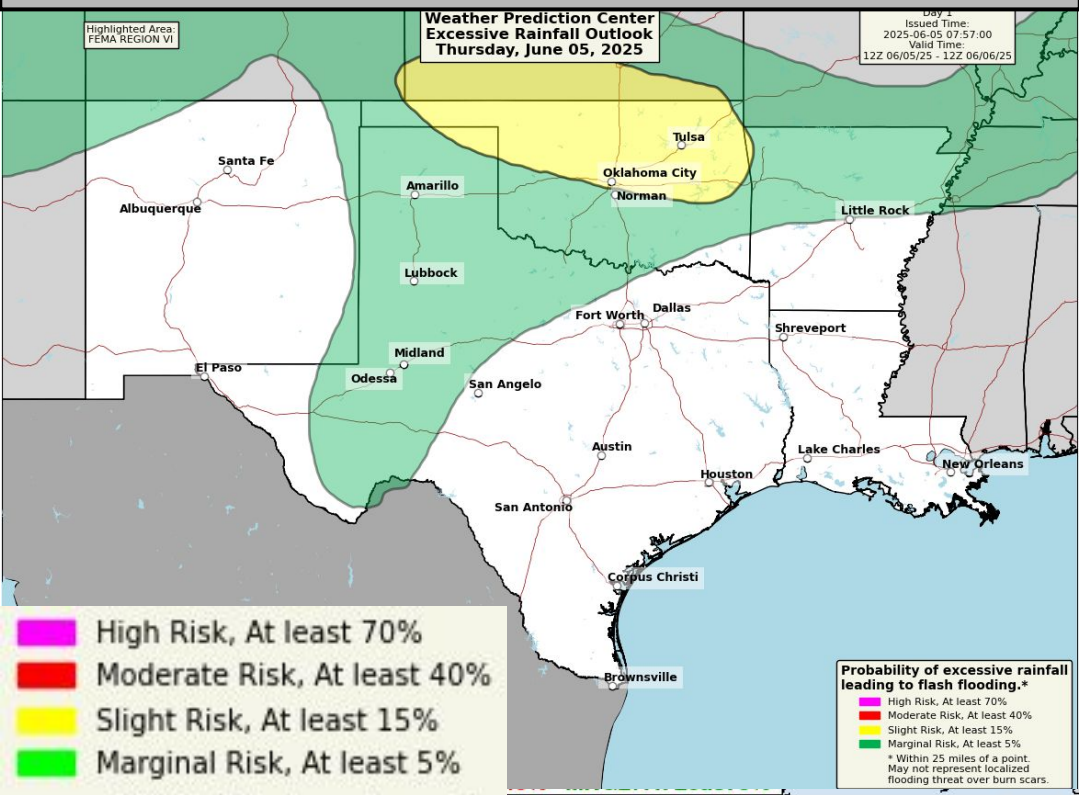 Highlighted Area:
FEMA REGION VI
Weather Prediction Center
Excessive Rainfall Outlook
Thursday, June 05, 2025
Day 1
Issued Time:
2025-06-05 07:57:00
Valid Time:
12Z 06/05/25 - 12Z 06/06/25
Tulsa
Santa Fe
Oklahoma City
Amarillo
Norman
Albuquerque
Little Rock
Lubbock
Dallas
Fort Worth
Shreveport
Midland
El Paso
Odessa
San Angelo
Austin
Lake Charles
New Orleans
Houston
San Antonio
Corpus Christi
Brownsville
High Risk, At least 70%
Moderate Risk, At least 40%
Slight Risk, At least 15%
Marginal Risk, At least 5%
Probability of excessive rainfall
leading to flash flooding.*
High Risk, At least 70%
Moderate Risk, At least 40%
Slight Risk, At least 15%
Marginal Risk, At least 5%
* Within 25 miles of a point.
May not represent localized
flooding threat over burn scars.